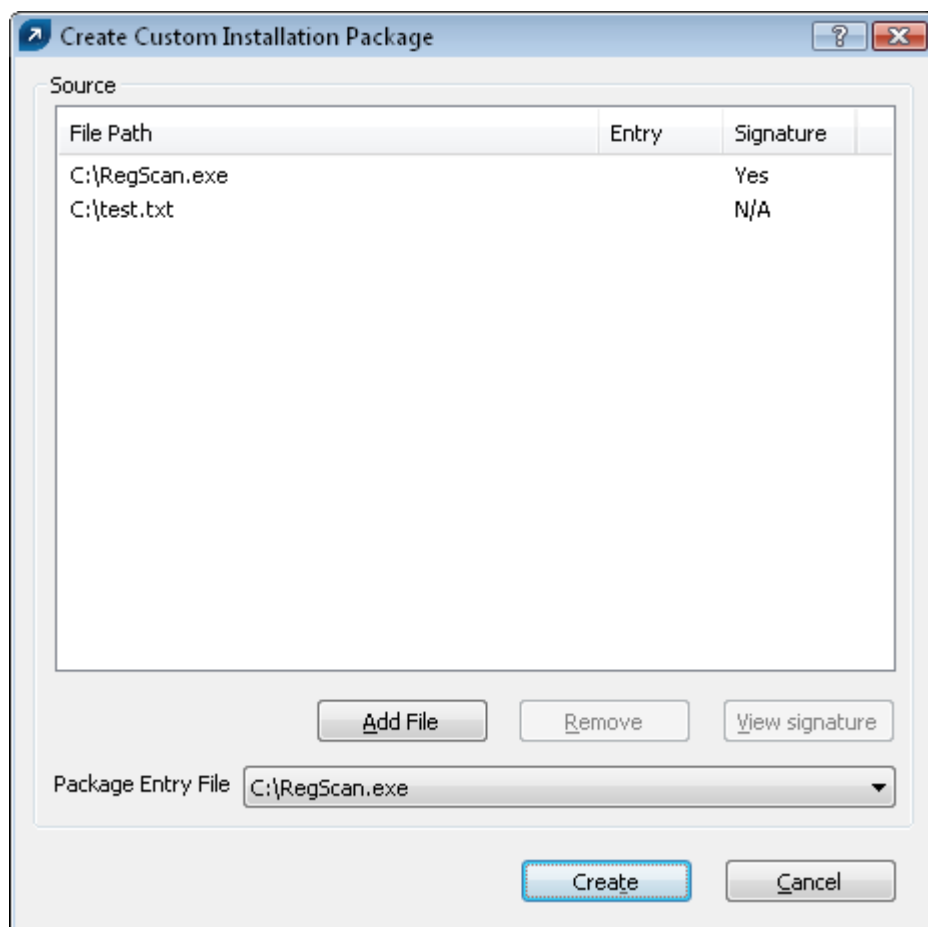 Create Custom Installation Package
Source
File Path Entry Signature
C:\RegScan.exe Yes
C:\test.txt N/A
Add File Remove View signature
Package Entry File C:\RegScan.exe
Create Cancel